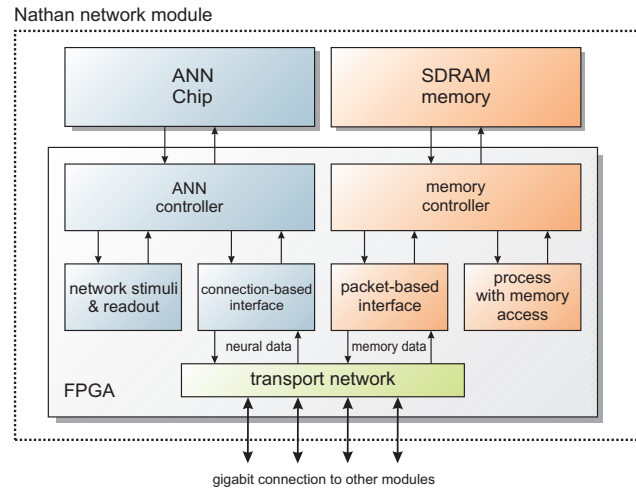 Nathan network module
ANN
Chip
SDRAM
memory
ANN
controller
memory
controller
network stimuli
& readout
connection-based
interface
packet-based
interface
process
with memory
access
neural data
memory data
FPGA
transport network
gigabit connection to other modules